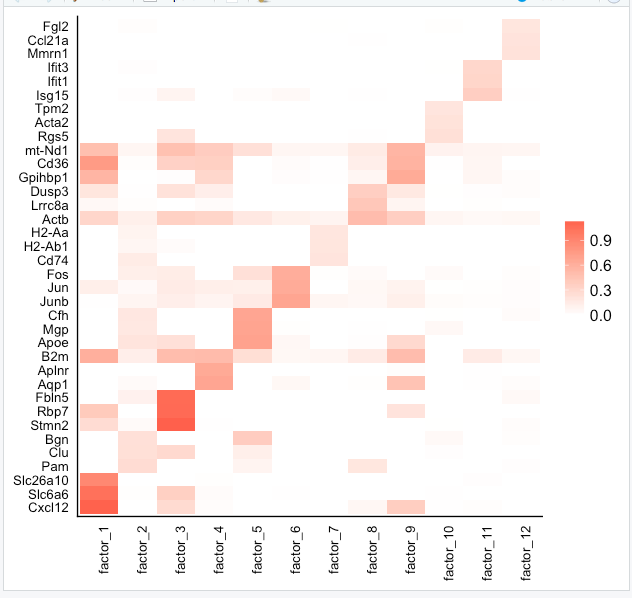 Fgl2
Ccl21a
Mmrn1
Ifit3
Ifit1
Isg15
Tpm2
Acta2
Rgs5
mt-Nd1
Cd36
Gpihbp1
Dusp3
Lrrc8a
Actb
H2-Aa
H2-Ab1
Cd74
Fos
Jun
Junb
Cfh
Mgp
Apoe
B2m
Aplnr
Aqp1
Fbln5
Rbp7
Stmn2
Bgn
Clu
Pam
Slc26a10
Slc6a6
Cxcl12
0.9
0.6
0.3
0.0
factor_1
factor_2
factor_3
factor_4
factor_5
factor_6
factor_7
factor_8
factor_9
factor_10
factor_11
factor_12